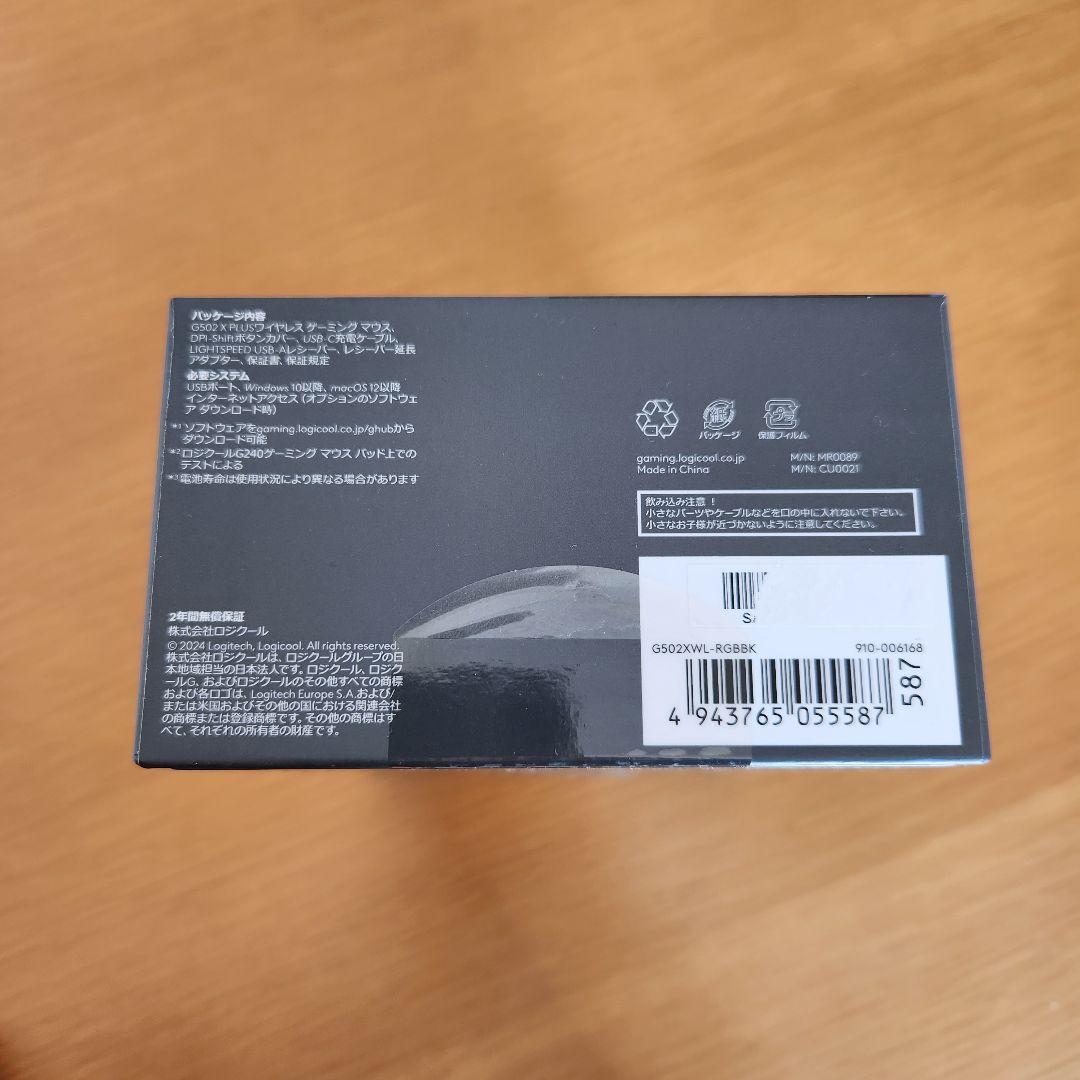 パッケージ内容
G502 X PLUSワイヤレス ゲーミング マウス、
DPI-Shiftボタンカバー、USB-C充電ケーブル、
LIGHTSPEED USB-Aレシーバー、レシーバー延長
アダプター、保証書、保証規定
必要システム
USBポート、Windows 10以降、macOS 12以降
インターネットアクセス（オプションのソフトウェ
ア ダウンロード時）
*1 ソフトウェアをgaming.logicool.co.jp/ghubから
ダウンロード可能
*2 ロジクールG240ゲーミング マウス パッド上での
テストによる
*3 電池寿命は使用状況により異なる場合があります
2年間無償保証
株式会社ロジクール
© 2024 Logitech, Logicool. All rights reserved.
株式会社ロジクールは、ロジクールグループの日
本地域担当の日本法人です。ロジクール、ロジク
ールG、およびロジクールのその他すべての商標
および各ロゴは、Logitech Europe S.A.および/
または米国およびその他の国における関連会社
の商標または登録商標です。その他の商標はす
べて、それぞれの所有者の財産です。
紙
プラ
パッケージ
保護フィルム
gaming.logicool.co.jp
Made in China
M/N: MR0089
M/N: CU0021
飲み込み注意！
小さなパーツやケーブルなどを口の中に入れないで下さい。
小さなお子様が近づかないように注意してください。
G502XWL-RGBBK
910-006168
4 943765 055587
587